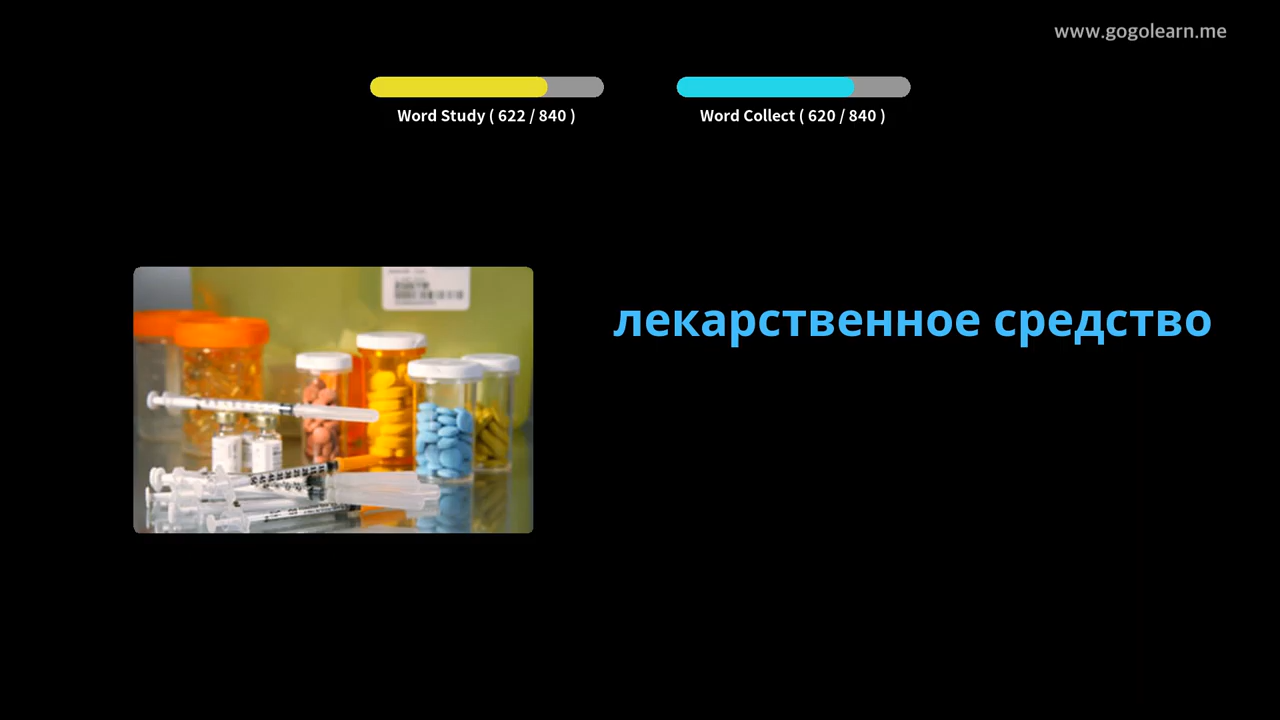 www.gogolearn.me
Word Study ( 622 / 840 )
Word Collect ( 620 / 840 )
лекарственное средство